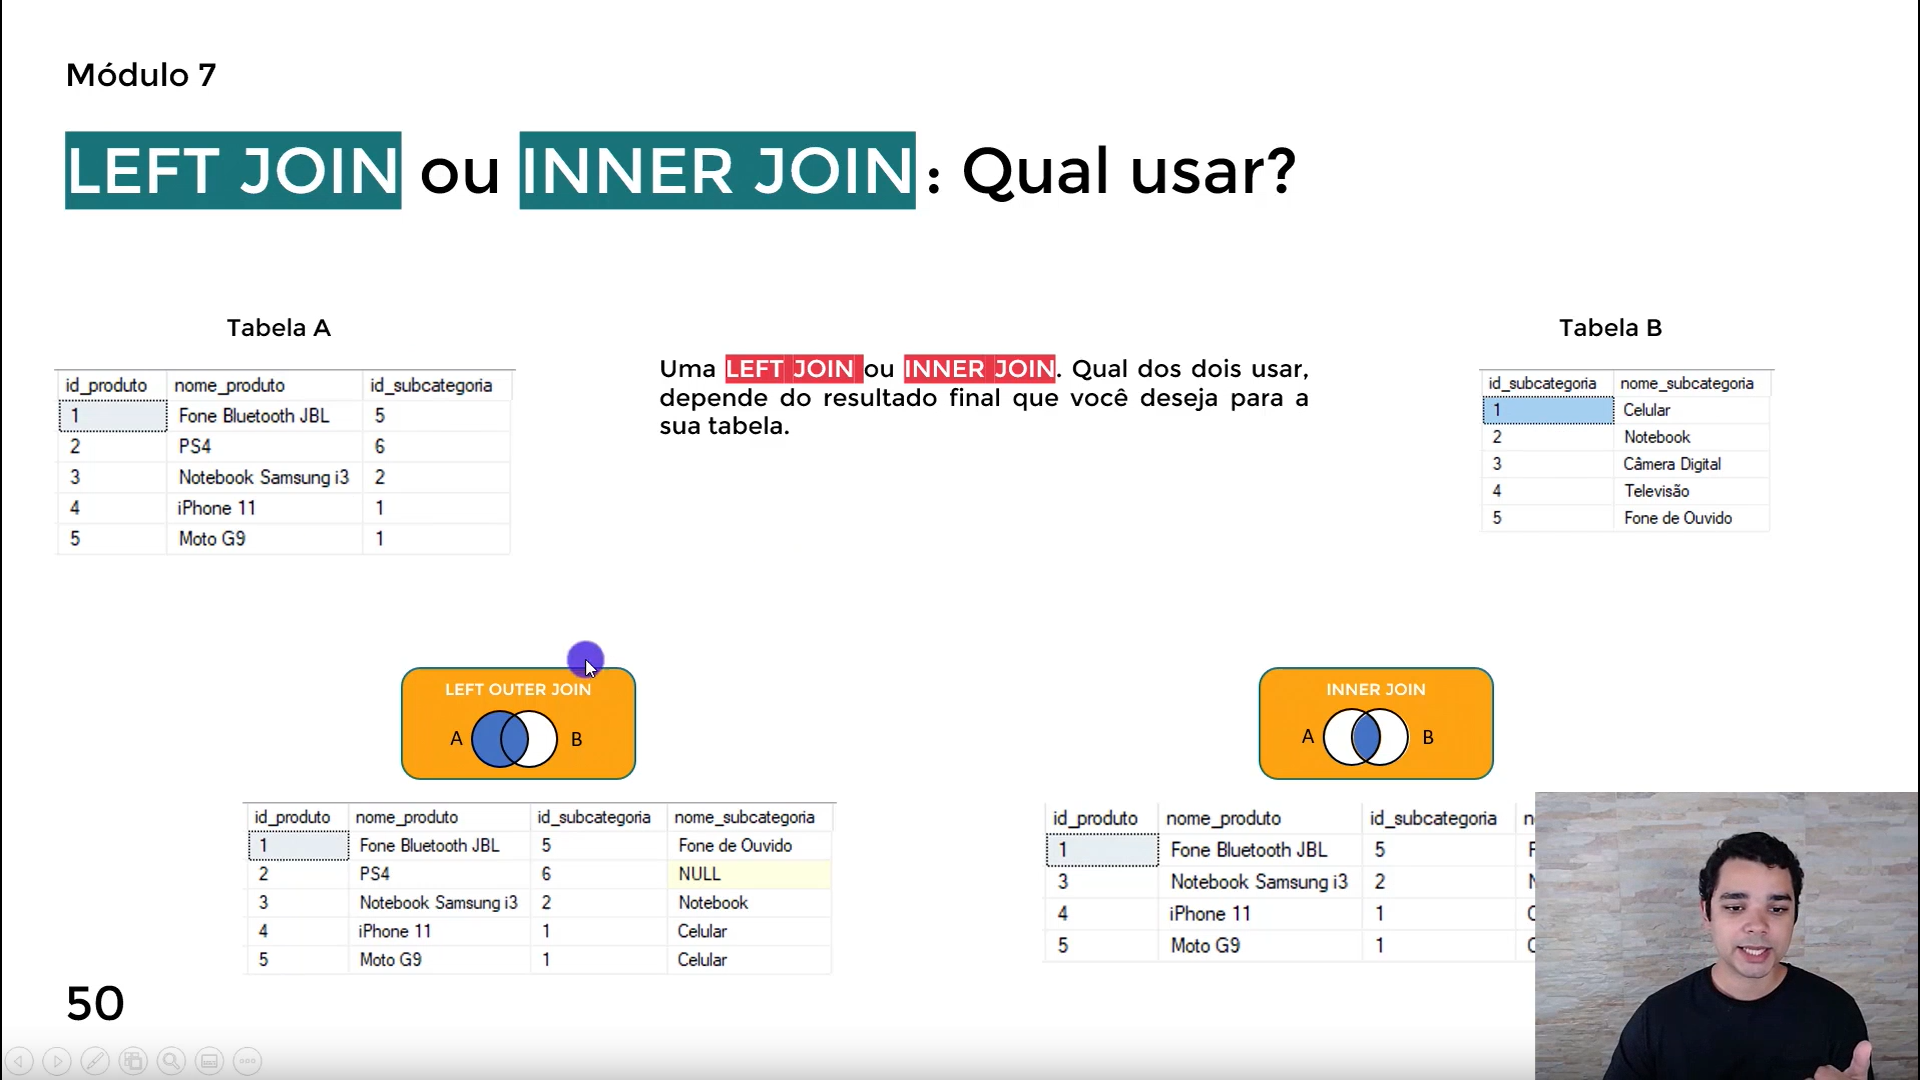 Módulo 7
LEFT JOIN ou INNER JOIN : Qual usar?
Tabela A
id_produto nome_produto id_subcategoria
1 Fone Bluetooth JBL 5
2 PS4 6
3 Notebook Samsung i3 2
4 iPhone 11 1
5 Moto G9 1
Uma LEFT JOIN ou INNER JOIN. Qual dos dois usar,
depende do resultado final que você deseja para a
sua tabela.
Tabela B
id_subcategoria nome_subcategoria
1 Celular
2 Notebook
3 Câmera Digital
4 Televisão
5 Fone de Ouvido
LEFT OUTER JOIN
A B
id_produto nome_produto id_subcategoria nome_subcategoria
1 Fone Bluetooth JBL 5 Fone de Ouvido
2 PS4 6 NULL
3 Notebook Samsung i3 2 Notebook
4 iPhone 11 1 Celular
5 Moto G9 1 Celular
INNER JOIN
A B
id_produto nome_produto id_subcategoria
1 Fone Bluetooth JBL 5
3 Notebook Samsung i3 2
4 iPhone 11 1
5 Moto G9 1
50